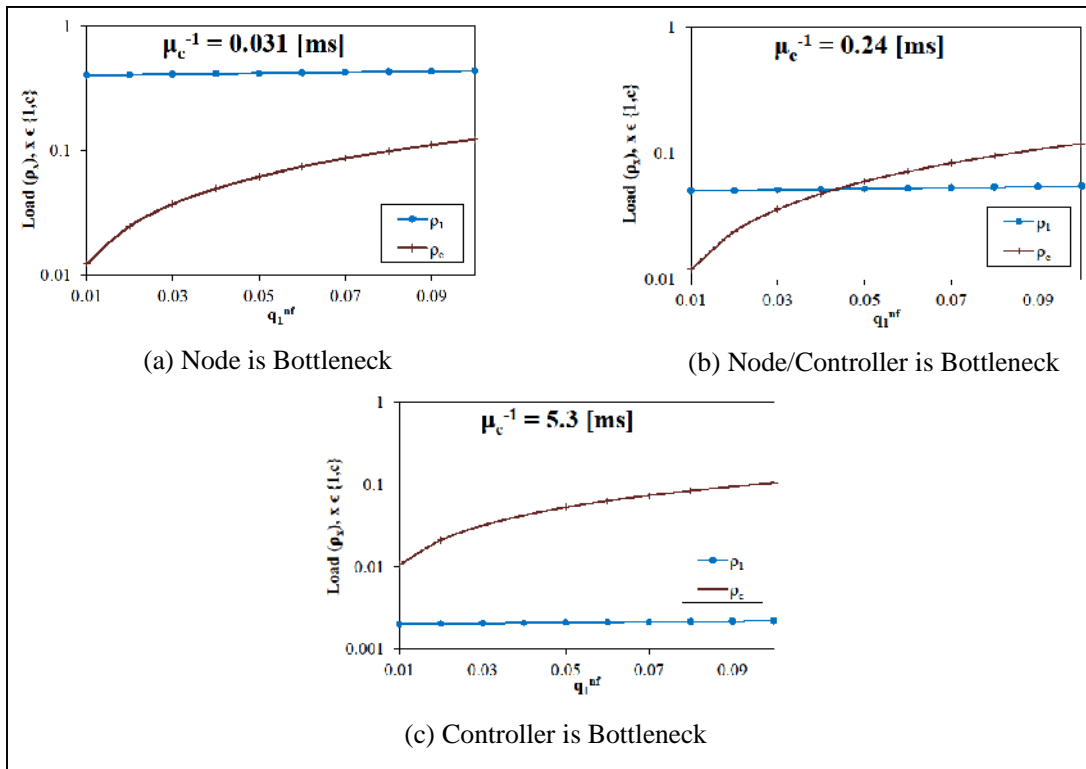 μc⁻¹ = 0.031 [ms]
1
0.1
0.01
Load (ρx), x ϵ {1,c}
ρ1
ρc
0.01 0.03 0.05 0.07 0.09
q1ⁿᶠ
(a) Node is Bottleneck
μc⁻¹ = 0.24 [ms]
1
0.1
0.01
Load (ρx), x ϵ {1,c}
ρ1
ρc
0.01 0.03 0.05 0.07 0.09
q1ⁿᶠ
(b) Node/Controller is Bottleneck
μc⁻¹ = 5.3 [ms]
1
0.1
0.01
0.001
Load (ρx), x ϵ {1,c}
ρ1
ρc
0.01 0.03 0.05 0.07 0.09
q1ⁿᶠ
(c) Controller is Bottleneck